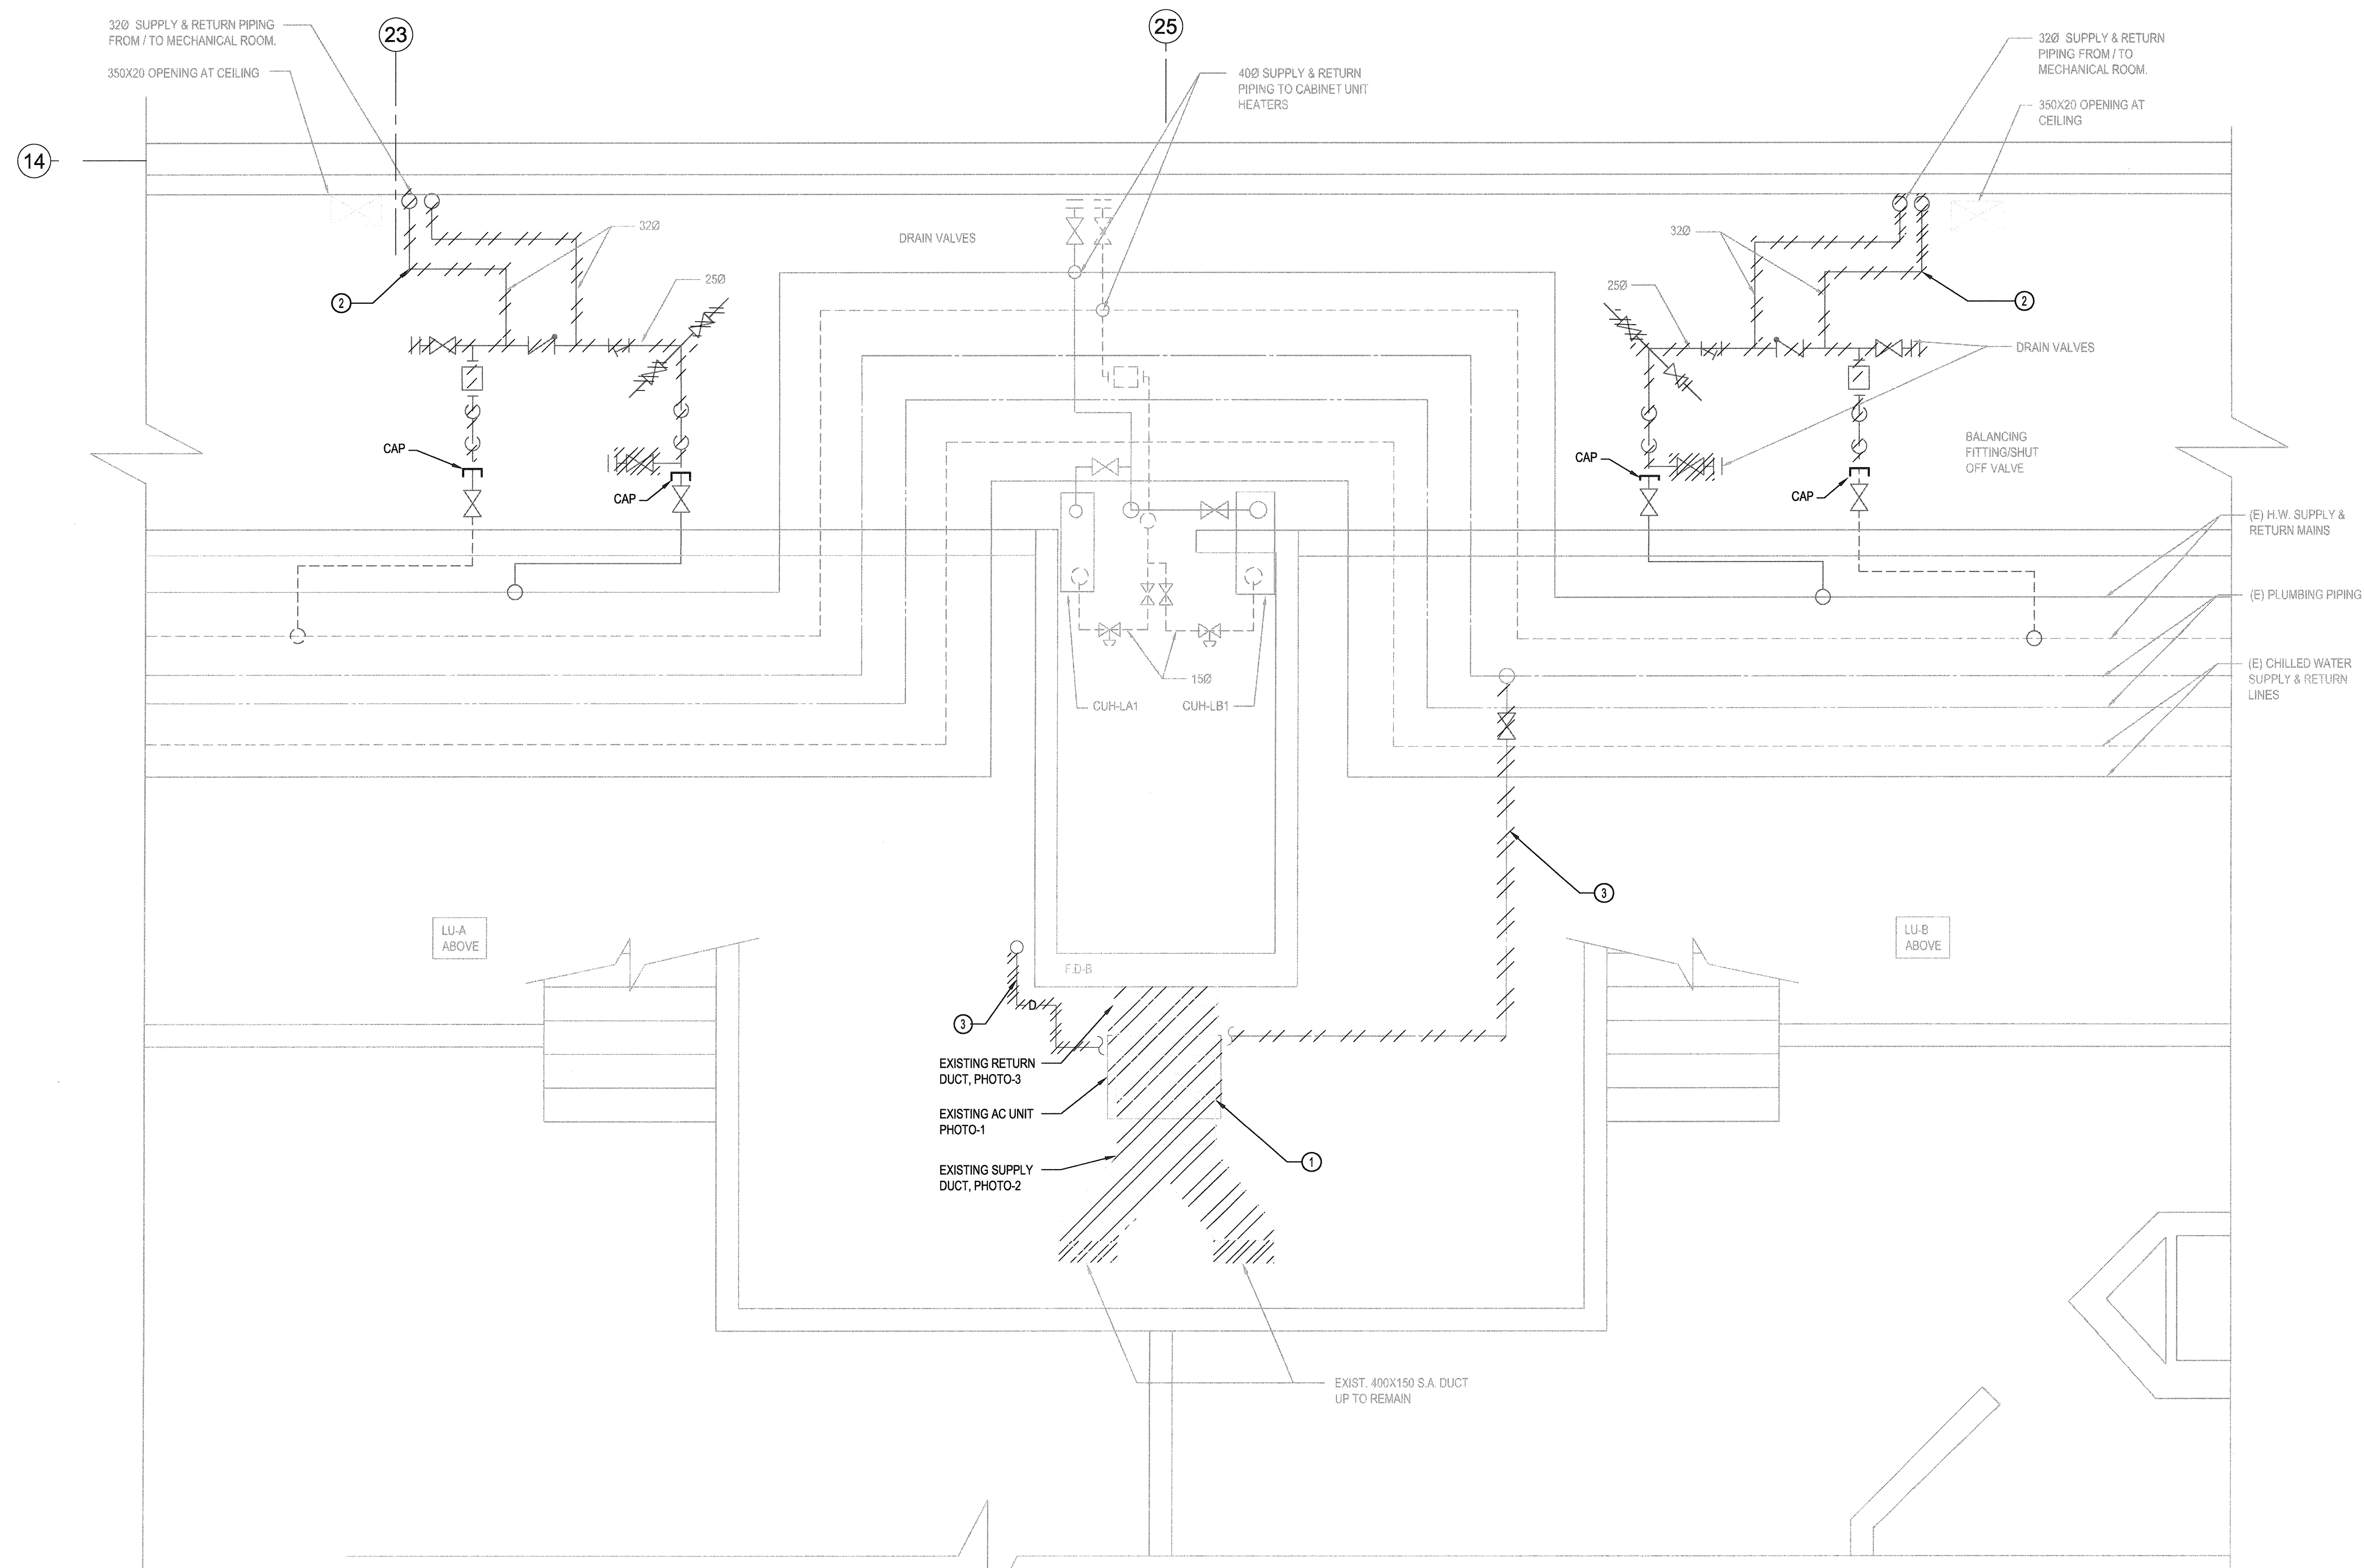 32Ø SUPPLY & RETURN PIPING
FROM / TO MECHANICAL ROOM.
350X20 OPENING AT CEILING
23
25
40Ø SUPPLY & RETURN
PIPING TO CABINET UNIT
HEATERS
32Ø SUPPLY & RETURN
PIPING FROM / TO
MECHANICAL ROOM.
350X20 OPENING AT
CEILING
14
32Ø
DRAIN VALVES
32Ø
2
25Ø
25Ø
2
DRAIN VALVES
CAP
CAP
CAP
CAP
BALANCING
FITTING/SHUT
OFF VALVE
(E) H.W. SUPPLY &
RETURN MAINS
(E) PLUMBING PIPING
(E) CHILLED WATER
SUPPLY & RETURN
LINES
15Ø
CUH-LA1
CUH-LB1
3
LU-A
ABOVE
LU-B
ABOVE
F.D-B
D
3
EXISTING RETURN
DUCT, PHOTO-3
EXISTING AC UNIT
PHOTO-1
EXISTING SUPPLY
DUCT, PHOTO-2
1
EXIST. 400X150 S.A. DUCT
UP TO REMAIN